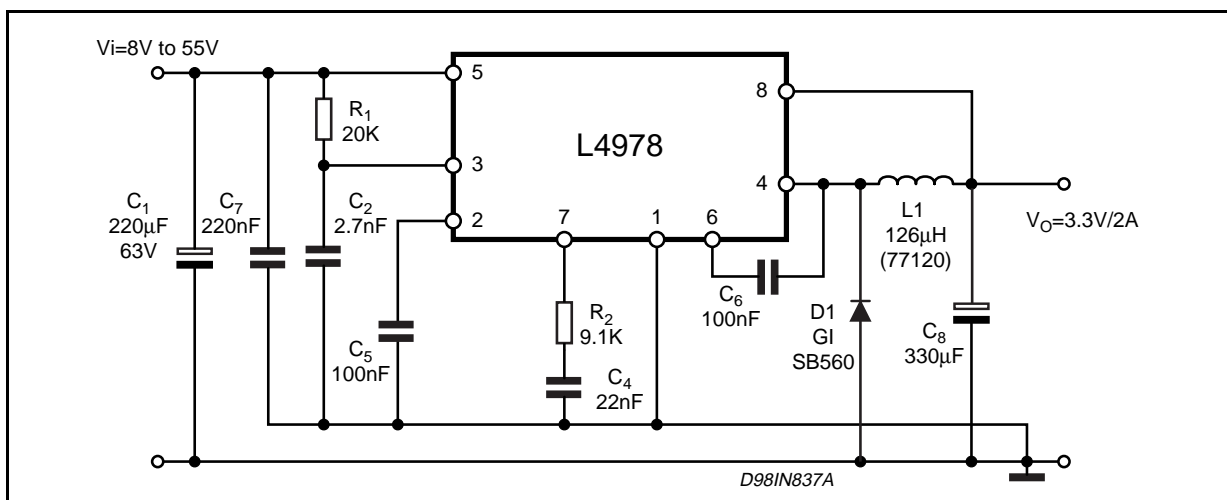 Vi=8V to 55V
5
8
R1
20K
L4978
3
4
C1
220μF
63V
C7
220nF
C2
2.7nF
2
7
1
6
L1
126μH
(77120)
VO=3.3V/2A
C5
100nF
R2
9.1K
C4
22nF
C6
100nF
D1
GI
SB560
C8
330μF
D98IN837A